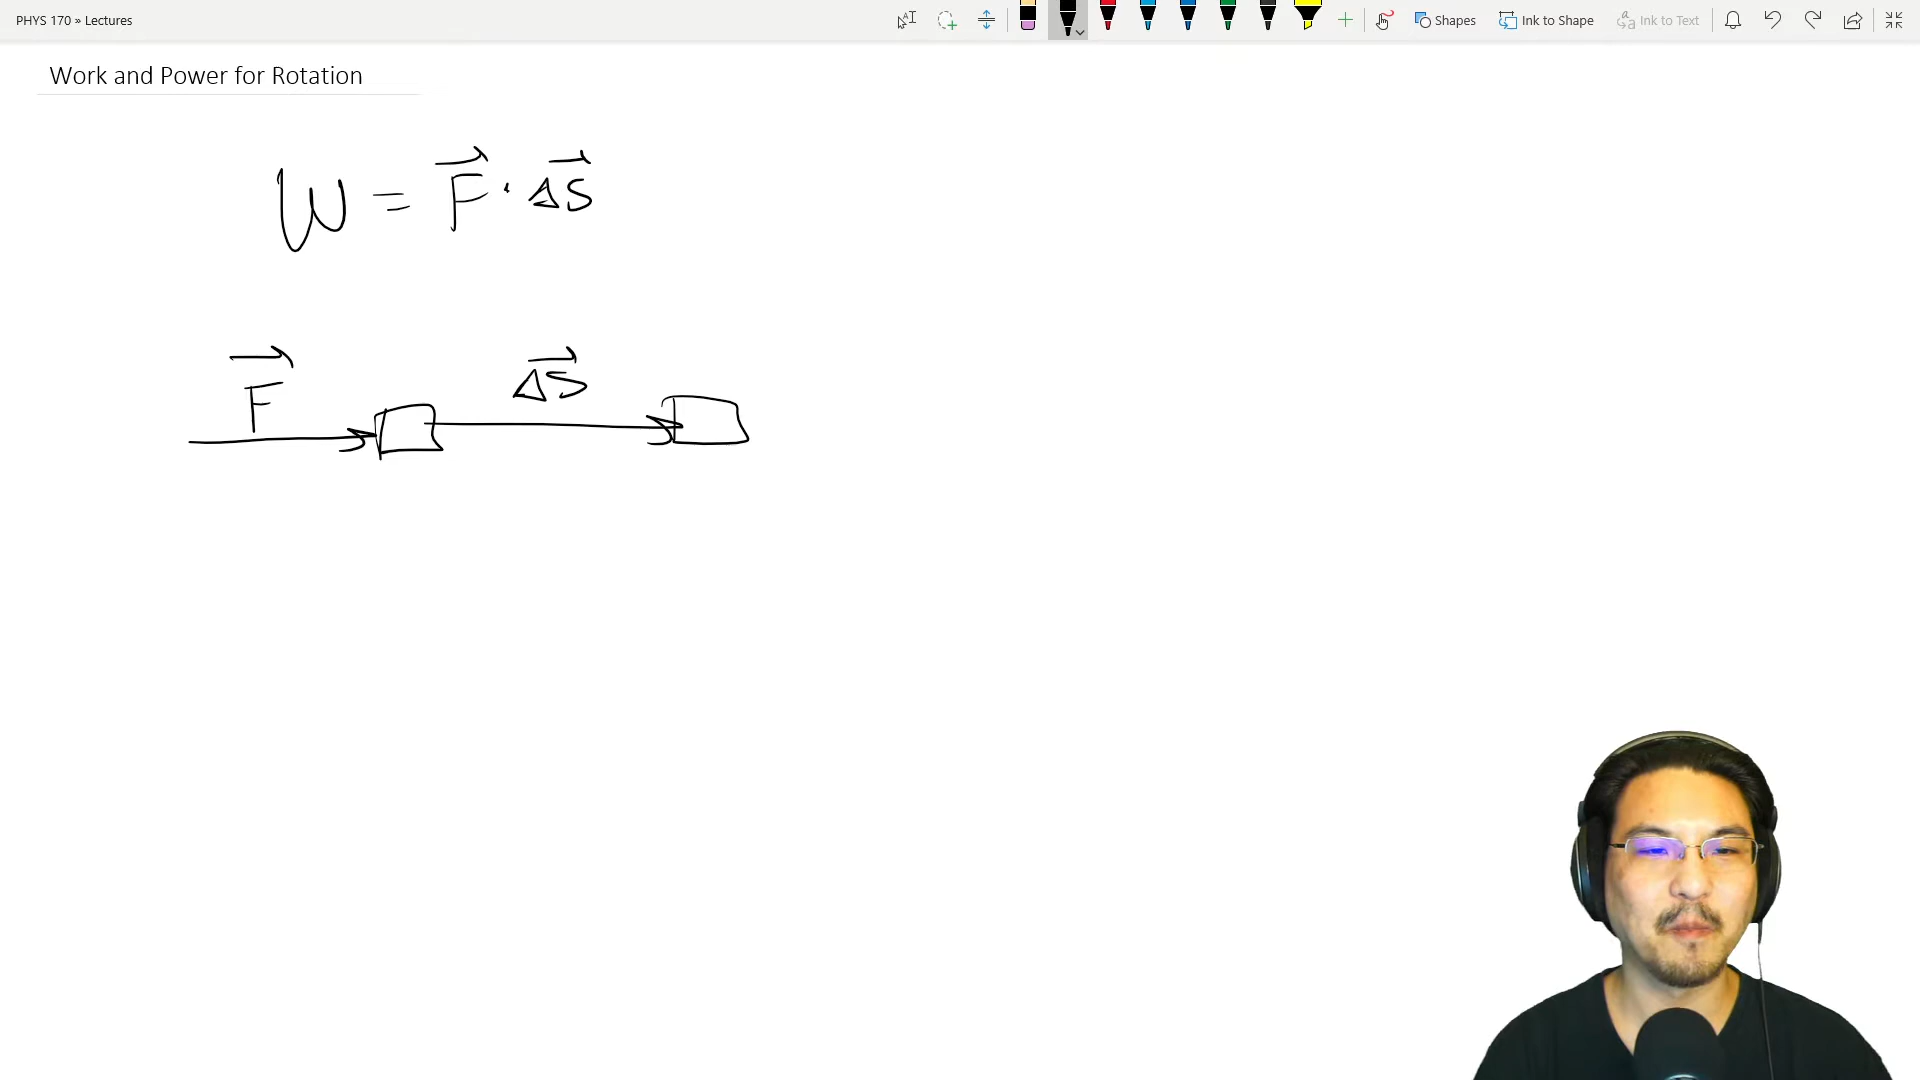 PHYS 170 » Lectures
Shapes
Ink to Shape
Ink to Text
Work and Power for Rotation
W = F⃗ · Δs⃗
F⃗
Δs⃗